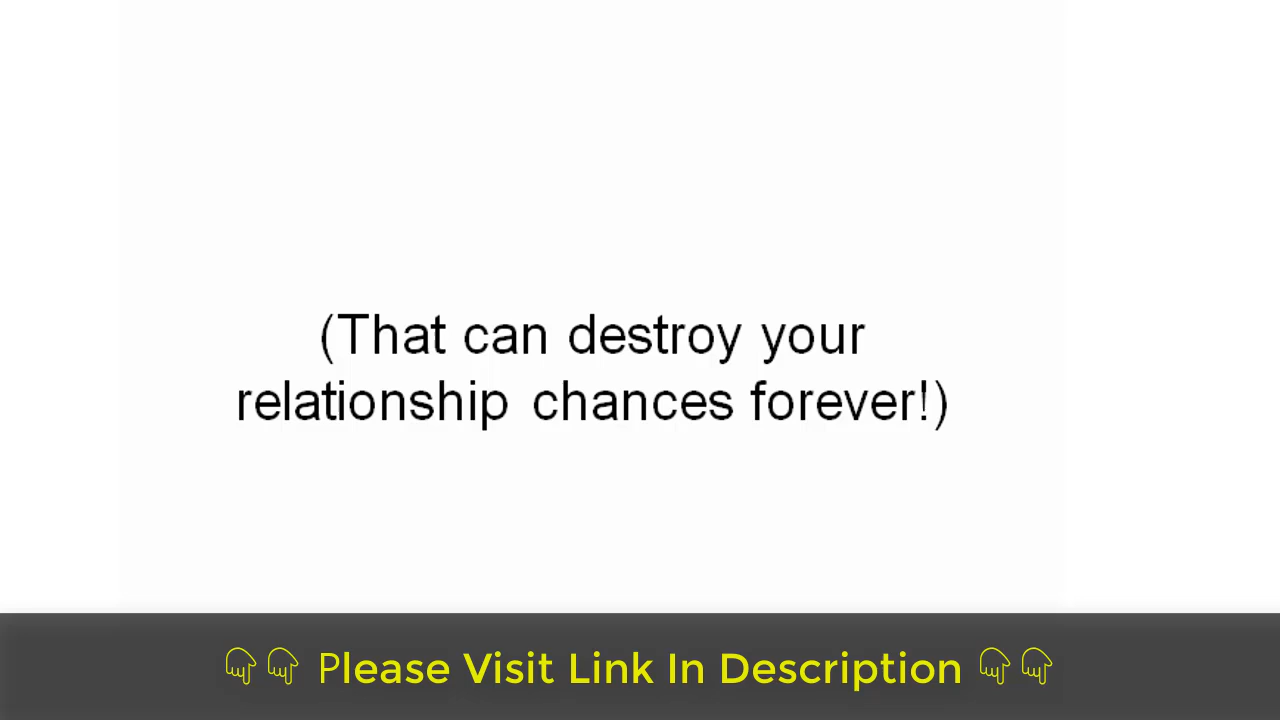 (That can destroy your
relationship chances forever!)
👇👇 Please Visit Link In Description 👇👇